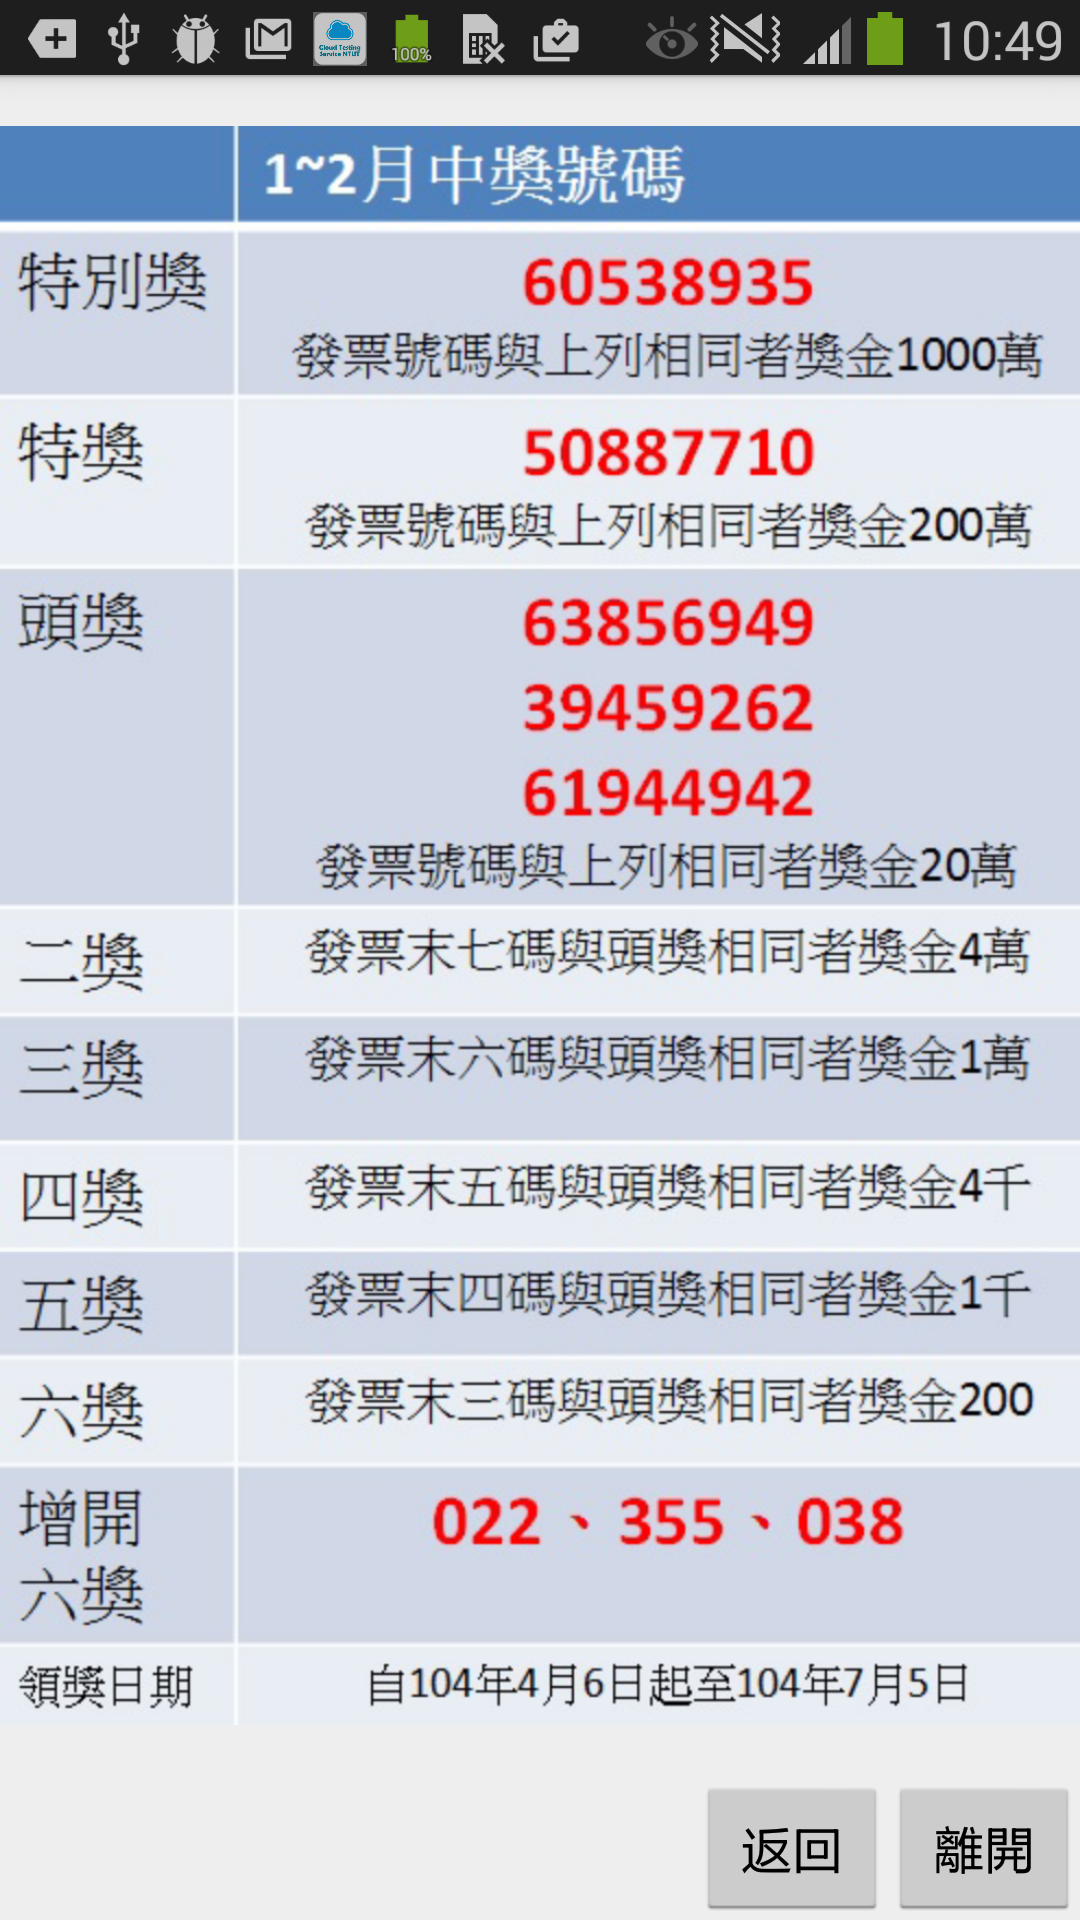 100%
Cloud Testing
Service NTUT
10:49
1~2月中獎號碼
特別獎
60538935
發票號碼與上列相同者獎金1000萬
特獎
50887710
發票號碼與上列相同者獎金200萬
頭獎
63856949
39459262
61944942
發票號碼與上列相同者獎金20萬
二獎
發票末七碼與頭獎相同者獎金4萬
三獎
發票末六碼與頭獎相同者獎金1萬
四獎
發票末五碼與頭獎相同者獎金4千
五獎
發票末四碼與頭獎相同者獎金1千
六獎
發票末三碼與頭獎相同者獎金200
增開
六獎
022、355、038
領獎日期
自104年4月6日起至104年7月5日
返回
離開